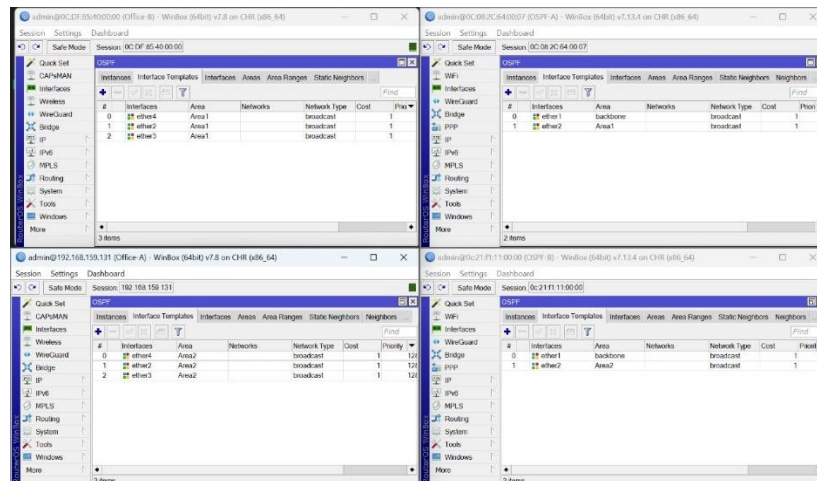 admin@0C:DF:85:40:00:00 (Office-B) - WinBox (64bit) v7.8 on CHR (x86_64)
Session Settings Dashboard
Safe Mode Session: 0C:DF:85:40:00:00
Quick Set
CAPsMAN
Interfaces
Wireless
WireGuard
Bridge
IP
IPv6
MPLS
Routing
System
Tools
Windows
More
RouterOS WinBox
OSPF
Instances Interface Templates Interfaces Areas Area Ranges Static Neighbors ...
Find
# Interfaces Area Networks Network Type Cost
0 ether4 Area1 broadcast 1
1 ether2 Area1 broadcast 1
2 ether3 Area1 broadcast 1
3 items
admin@0C:08:2C:64:00:07 (OSPF-A) - WinBox (64bit) v7.13.4 on CHR (x86_64)
Session Settings Dashboard
Safe Mode Session: 0C:08:2C:64:00:07
Quick Set
WiFi
Interfaces
WireGuard
Bridge
PPP
IP
IPv6
MPLS
Routing
System
Tools
Windows
More
RouterOS WinBox
OSPF
Instances Interface Templates Interfaces Areas Area Ranges Static Neighbors Neighbors
Find
# Interfaces Area Networks Network Type Cost
0 ether1 backbone broadcast 1
1 ether2 Area1 broadcast 1
2 items
admin@192.168.159.131 (Office-A) - WinBox (64bit) v7.8 on CHR (x86_64)
Session Settings Dashboard
Safe Mode Session: 192.168.159.131
Quick Set
CAPsMAN
Interfaces
Wireless
WireGuard
Bridge
IP
IPv6
MPLS
Routing
System
Tools
Windows
More
RouterOS WinBox
OSPF
Instances Interface Templates Interfaces Areas Area Ranges Static Neighbors Neighbors ...
Find
# Interfaces Area Networks Network Type Cost Priority
0 ether4 Area2 broadcast 1
1 ether2 Area2 broadcast 1
2 ether3 Area2 broadcast 1
admin@0c:21:f1:11:00:00 (OSPF-B) - WinBox (64bit) v7.13.4 on CHR (x86_64)
Session Settings Dashboard
Safe Mode Session: 0c:21:f1:11:00:00
Quick Set
WiFi
Interfaces
WireGuard
Bridge
PPP
IP
IPv6
MPLS
Routing
System
Tools
Windows
More
RouterOS WinBox
OSPF
Instances Interface Templates Interfaces Areas Area Ranges Static Neighbors Neighbors
Find
# Interfaces Area Networks Network Type Cost
0 ether1 backbone broadcast 1
1 ether2 Area2 broadcast 1